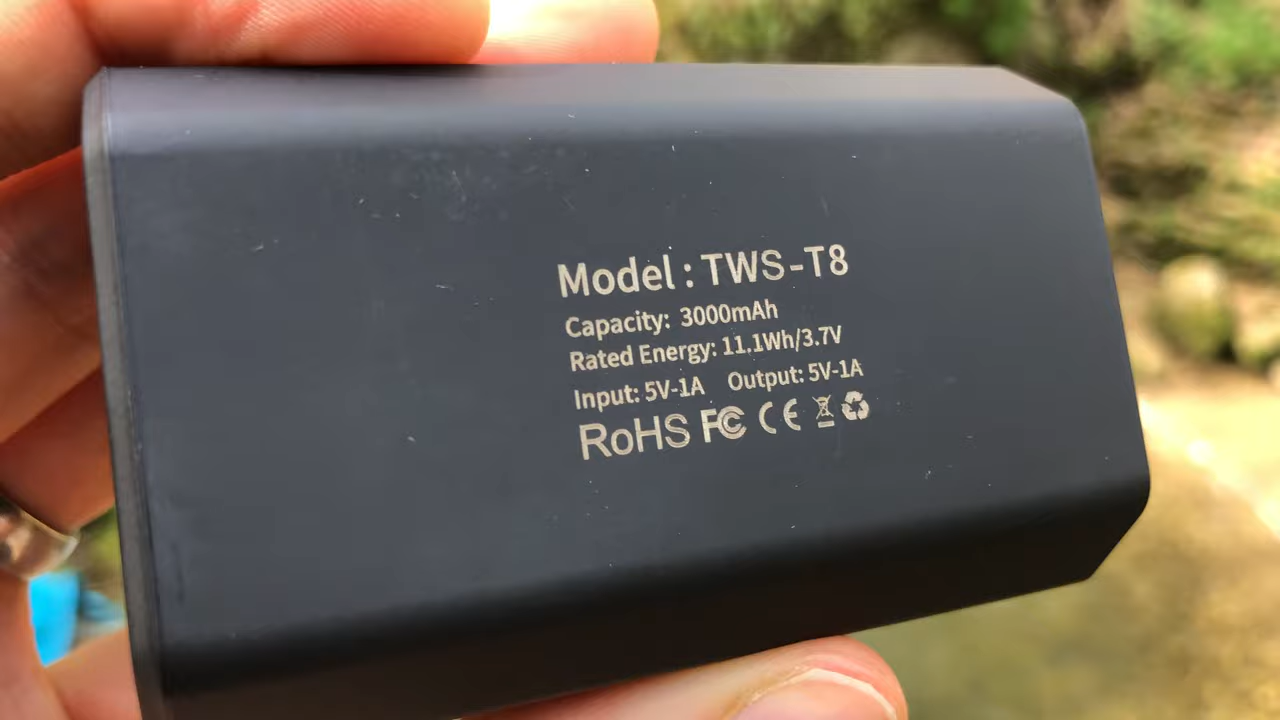 Model : TWS-T8
Capacity: 3000mAh
Rated Energy: 11.1Wh/3.7V
Input: 5V-1A Output: 5V-1A
RoHS FC CE